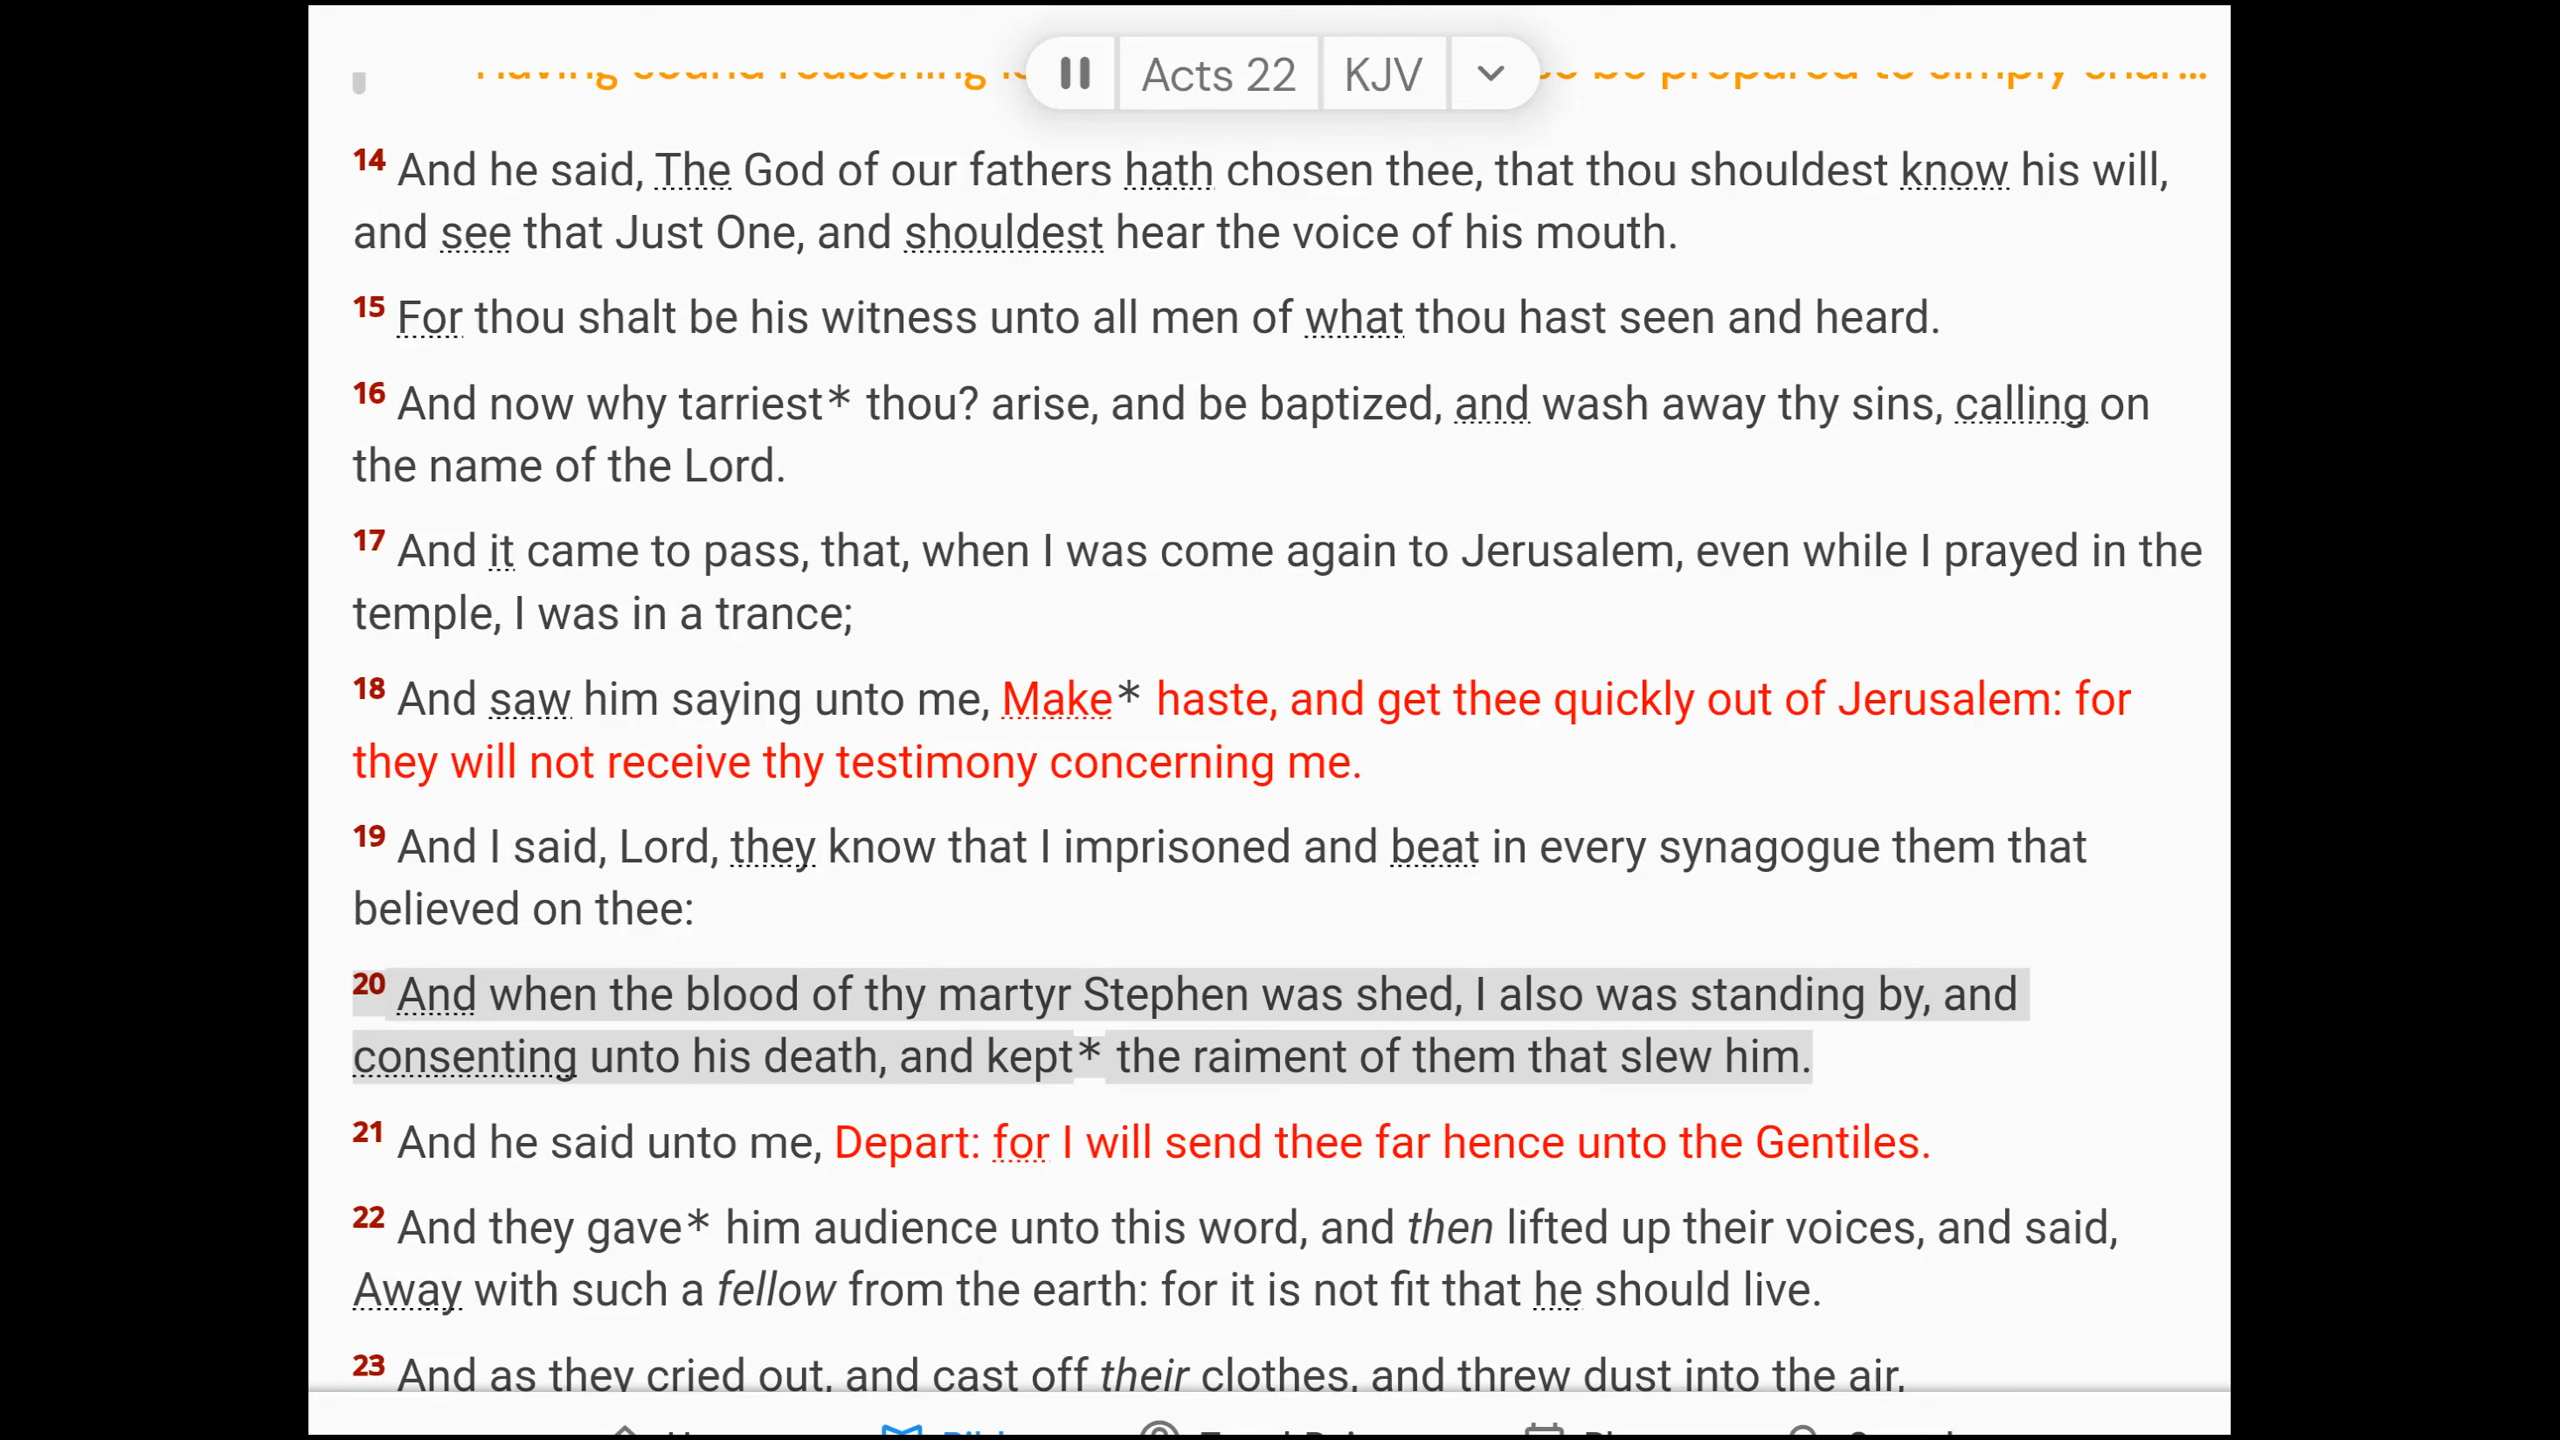 Acts 22 KJV
14 And he said, The God of our fathers hath chosen thee, that thou shouldest know his will,
and see that Just One, and shouldest hear the voice of his mouth.
15 For thou shalt be his witness unto all men of what thou hast seen and heard.
16 And now why tarriest* thou? arise, and be baptized, and wash away thy sins, calling on
the name of the Lord.
17 And it came to pass, that, when I was come again to Jerusalem, even while I prayed in the
temple, I was in a trance;
18 And saw him saying unto me, Make* haste, and get thee quickly out of Jerusalem: for
they will not receive thy testimony concerning me.
19 And I said, Lord, they know that I imprisoned and beat in every synagogue them that
believed on thee:
20 And when the blood of thy martyr Stephen was shed, I also was standing by, and
consenting unto his death, and kept* the raiment of them that slew him.
21 And he said unto me, Depart: for I will send thee far hence unto the Gentiles.
22 And they gave* him audience unto this word, and then lifted up their voices, and said,
Away with such a fellow from the earth: for it is not fit that he should live.
23 And as they cried out, and cast off their clothes, and threw dust into the air,